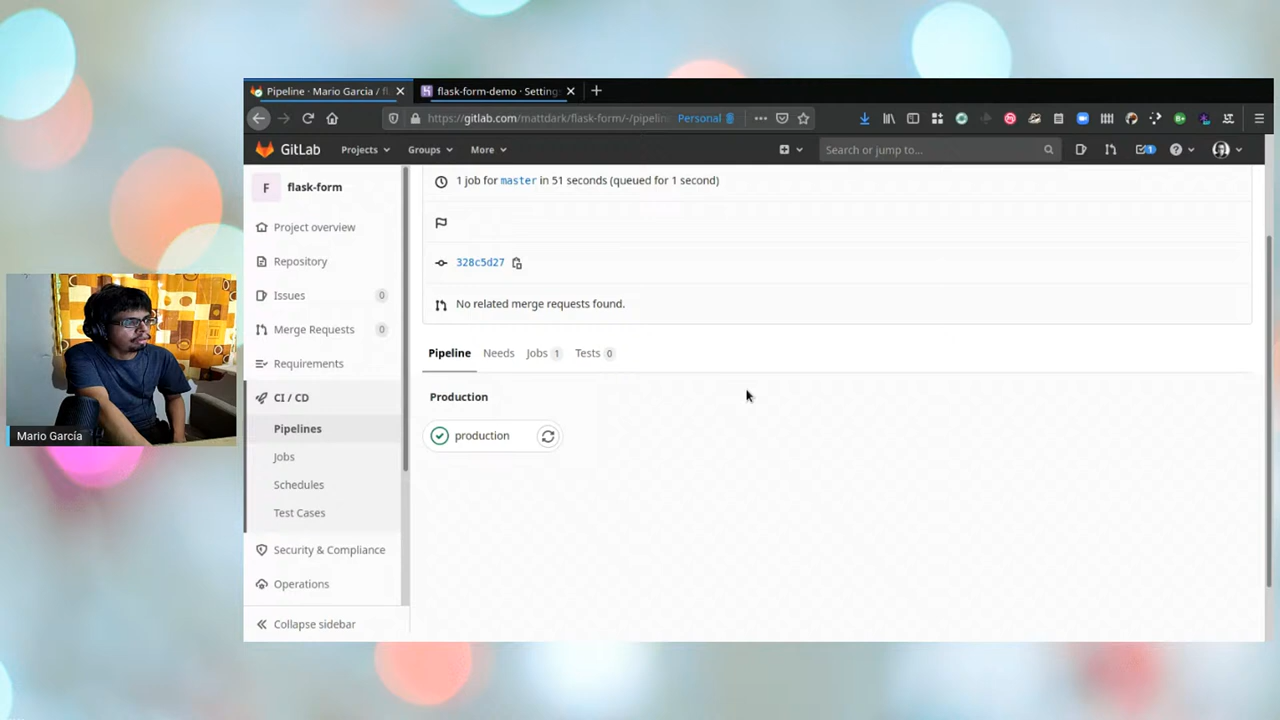 Pipeline · Mario Garcia / fl
flask-form-demo · Setting
https://gitlab.com/mattdark/flask-form/-/pipelin
Personal
GitLab
Projects
Groups
More
Search or jump to...
1
F
flask-form
Project overview
Repository
Issues
0
Merge Requests
0
Requirements
CI / CD
Pipelines
Jobs
Schedules
Test Cases
Security & Compliance
Operations
Collapse sidebar
1 job for master in 51 seconds (queued for 1 second)
328c5d27
No related merge requests found.
Pipeline
Needs
Jobs 1
Tests 0
Production
production
Mario García